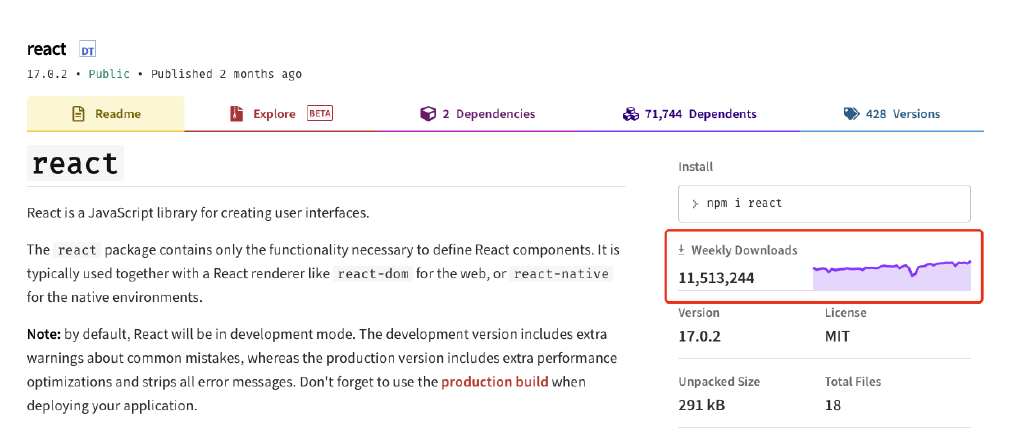 react DT
17.0.2 • Public • Published 2 months ago
Readme
Explore BETA
2 Dependencies
71,744 Dependents
428 Versions
react
React is a JavaScript library for creating user interfaces.
The react package contains only the functionality necessary to define React components. It is
typically used together with a React renderer like react-dom for the web, or react-native
for the native environments.
Note: by default, React will be in development mode. The development version includes extra
warnings about common mistakes, whereas the production version includes extra performance
optimizations and strips all error messages. Don't forget to use the production build when
deploying your application.
Install
> npm i react
Weekly Downloads
11,513,244
Version License
17.0.2 MIT
Unpacked Size Total Files
291 kB 18